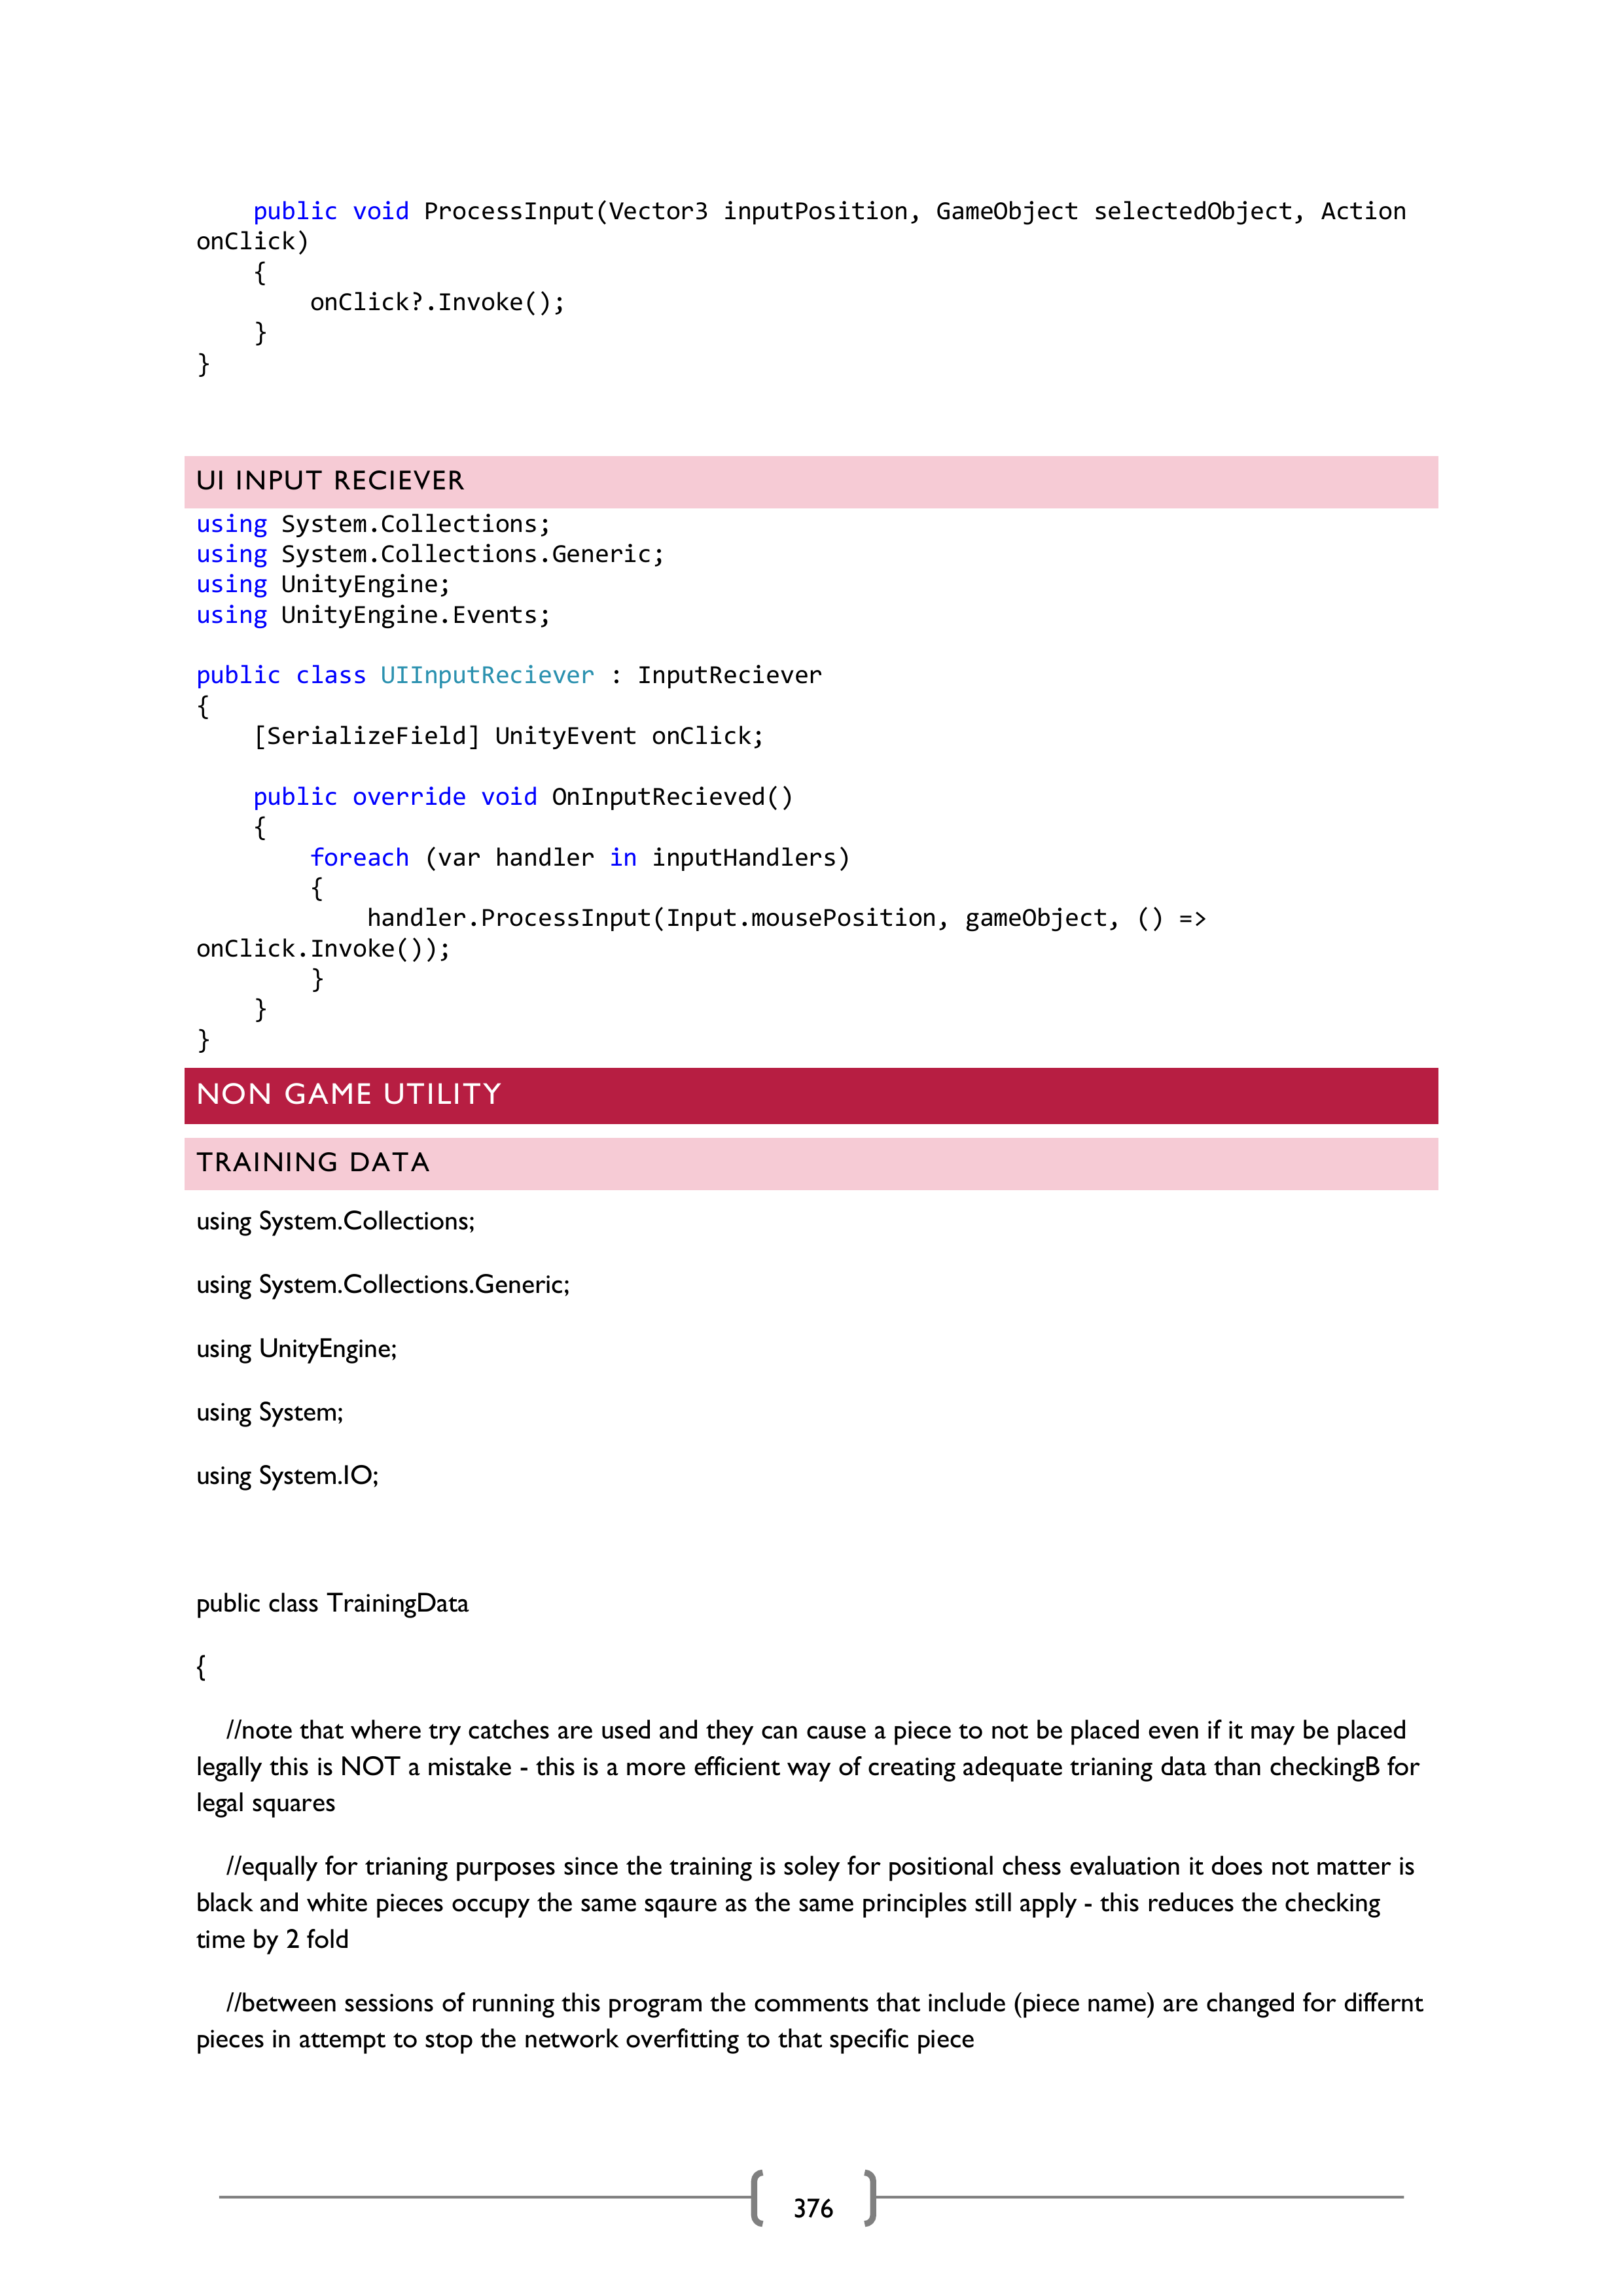 public void ProcessInput(Vector3 inputPosition, GameObject selectedObject, Action
onClick)
    {
        onClick?.Invoke();
    }
}
UI INPUT RECIEVER
using System.Collections;
using System.Collections.Generic;
using UnityEngine;
using UnityEngine.Events;
public class UIInputReciever : InputReciever
{
    [SerializeField] UnityEvent onClick;
    public override void OnInputRecieved()
    {
        foreach (var handler in inputHandlers)
        {
            handler.ProcessInput(Input.mousePosition, gameObject, () =>
onClick.Invoke());
        }
    }
}
NON GAME UTILITY
TRAINING DATA
using System.Collections;
using System.Collections.Generic;
using UnityEngine;
using System;
using System.IO;
public class TrainingData
{
    //note that where try catches are used and they can cause a piece to not be placed even if it may be placed
legally this is NOT a mistake - this is a more efficient way of creating adequate trianing data than checkingB for
legal squares
    //equally for trianing purposes since the training is soley for positional chess evaluation it does not matter is
black and white pieces occupy the same sqaure as the same principles still apply - this reduces the checking
time by 2 fold
    //between sessions of running this program the comments that include (piece name) are changed for differnt
pieces in attempt to stop the network overfitting to that specific piece
376